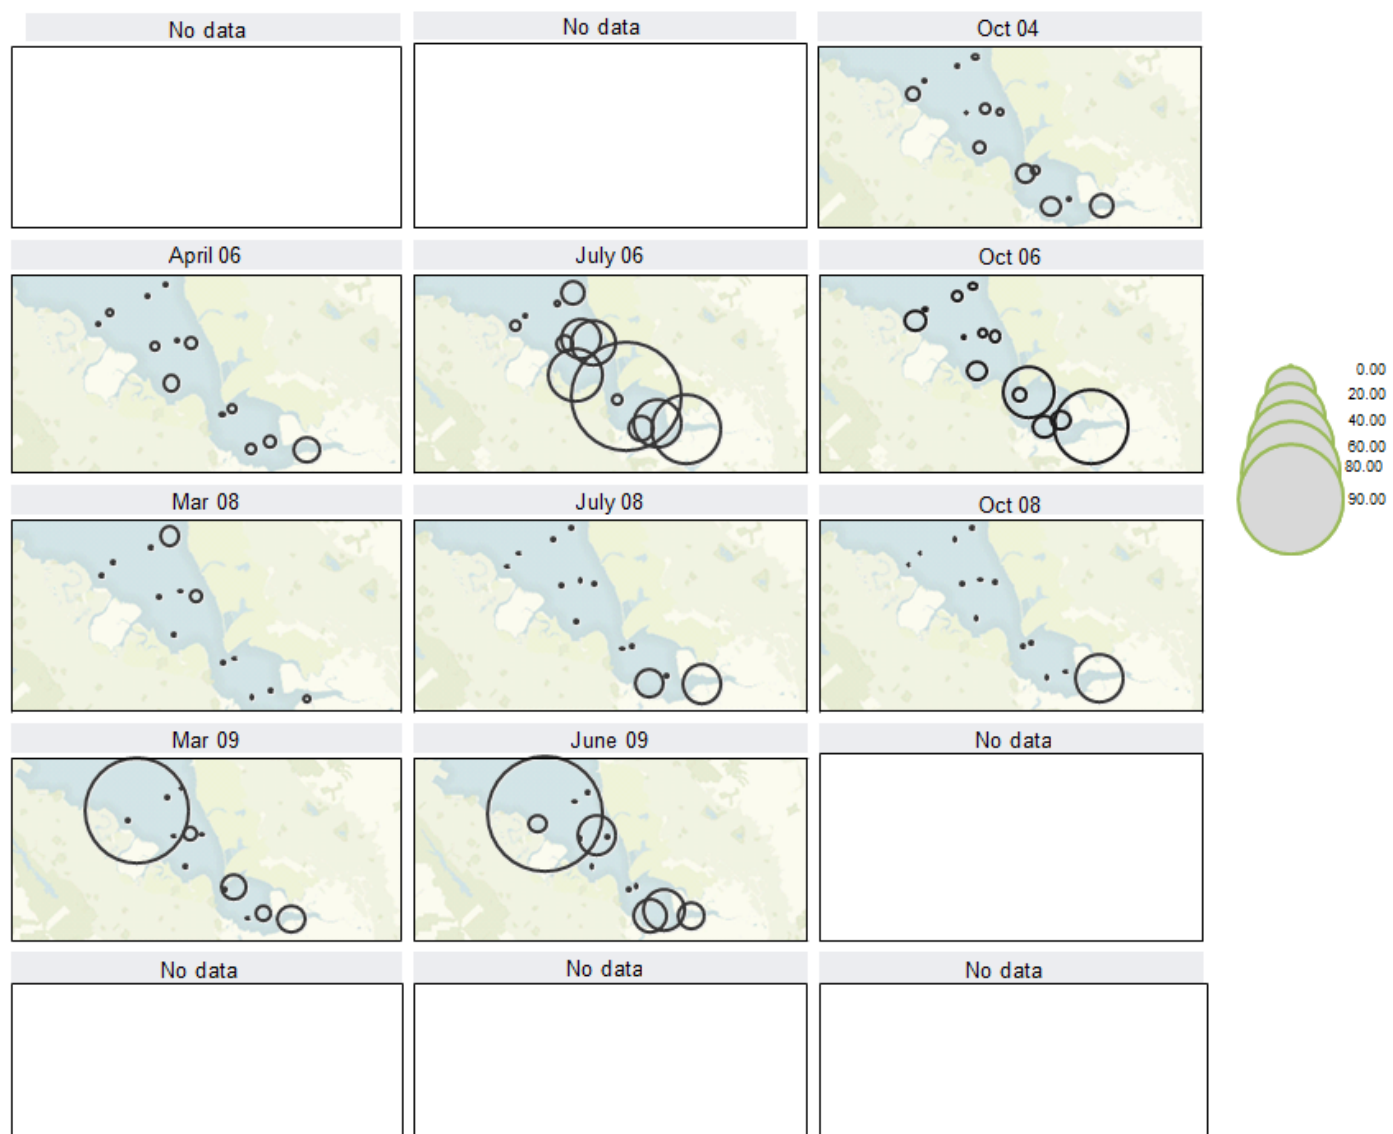 No data
No data
Oct 04
April 06
July 06
Oct 06
0.00
20.00
40.00
60.00
80.00
90.00
Mar 08
July 08
Oct 08
Mar 09
June 09
No data
No data
No data
No data